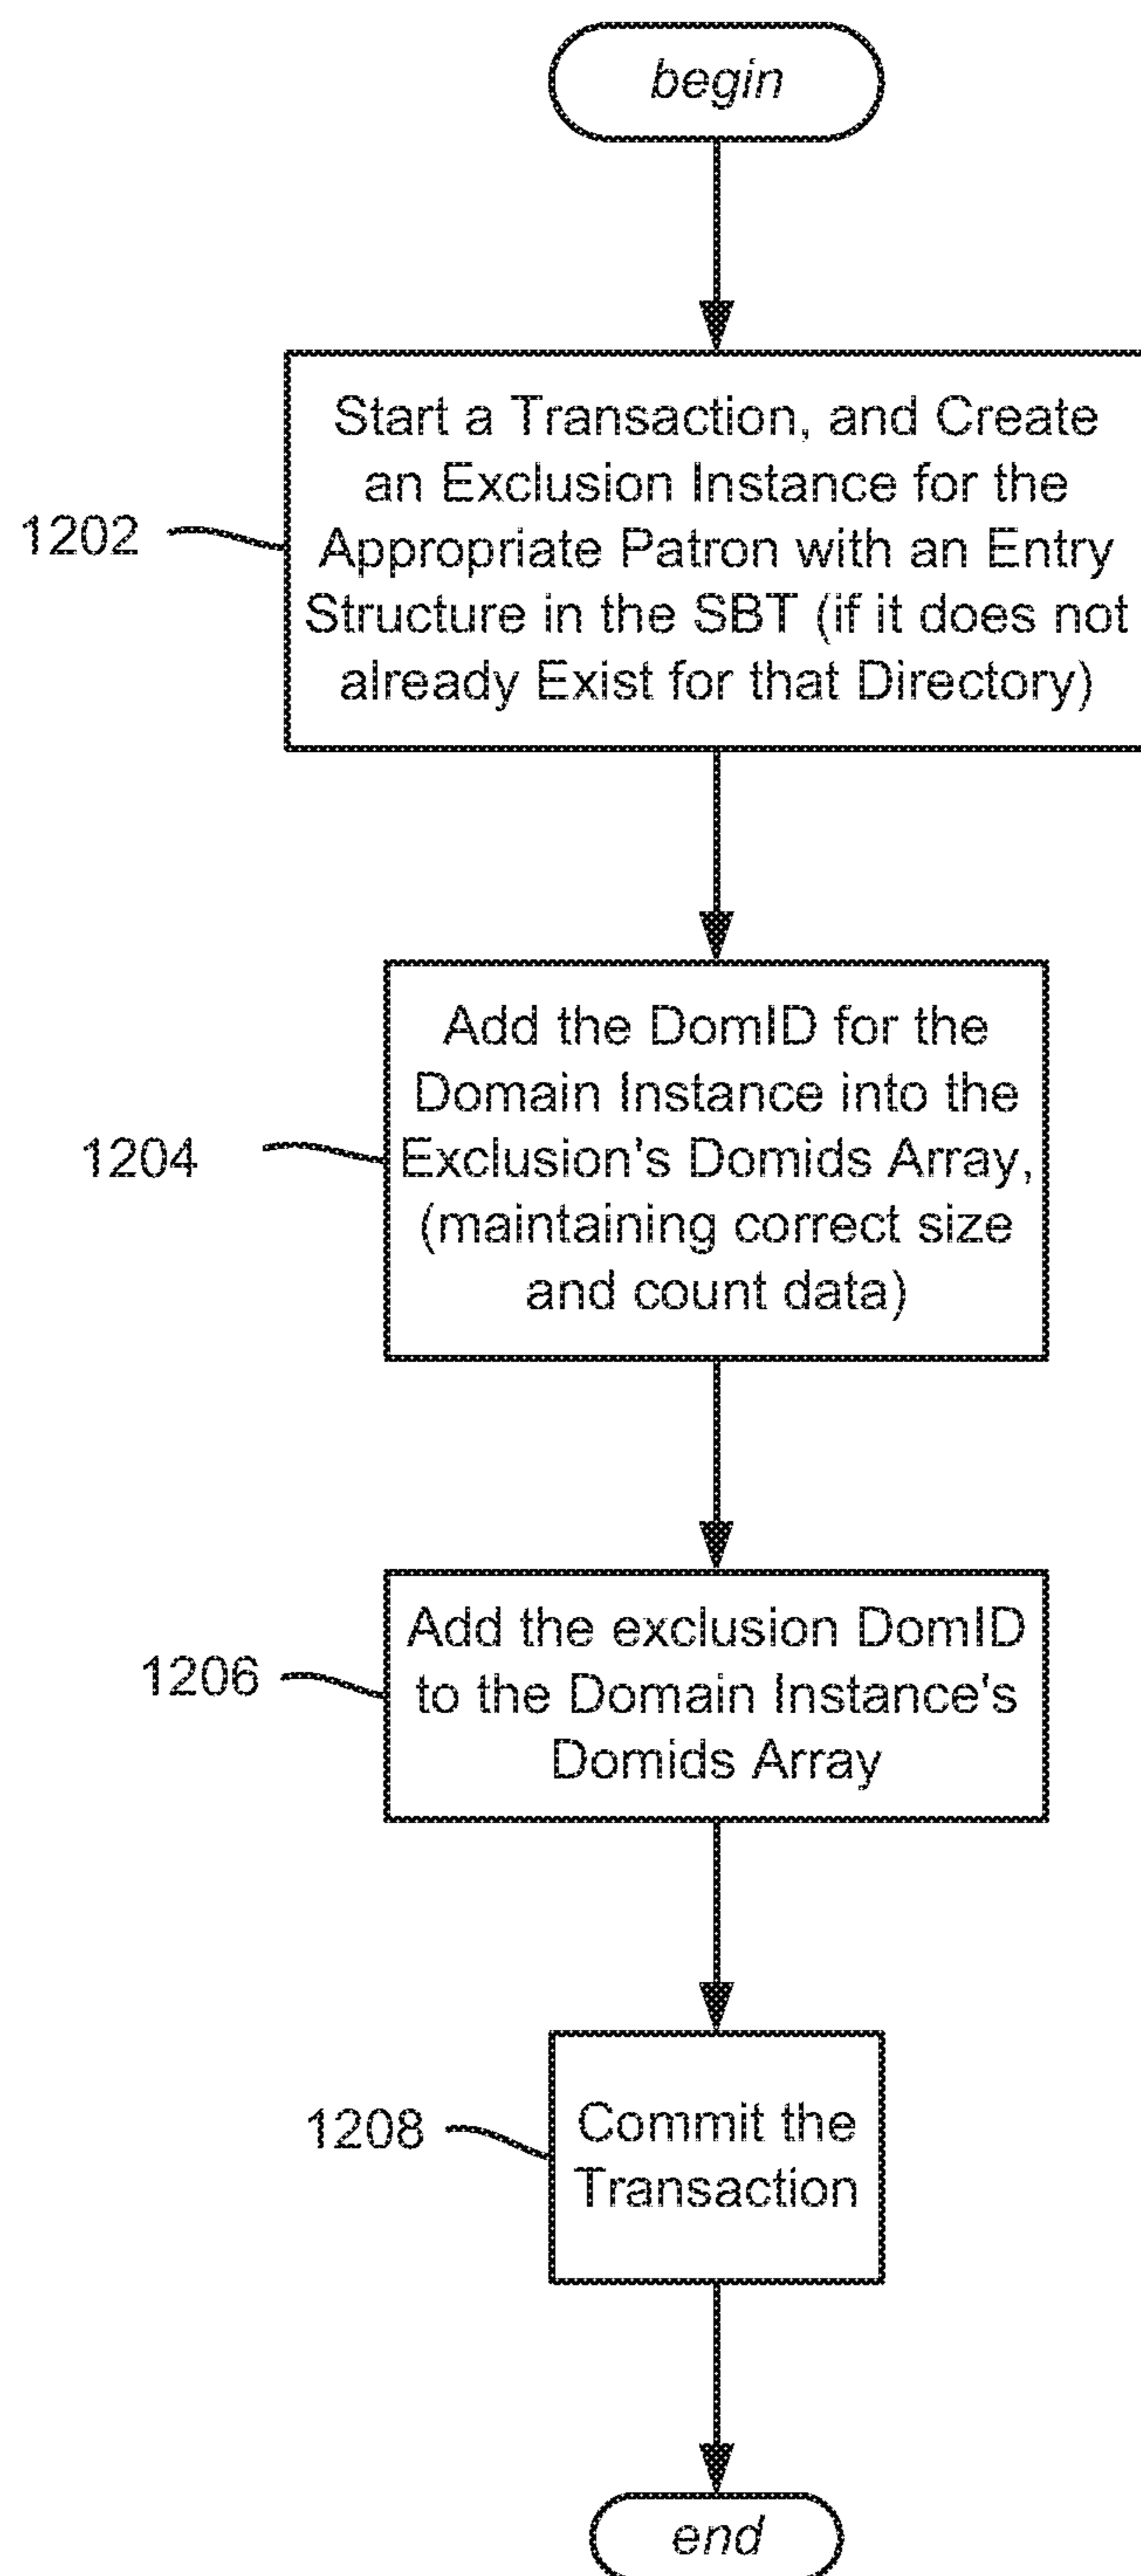 begin
1202
Start a Transaction, and Create
an Exclusion Instance for the
Appropriate Patron with an Entry
Structure in the SBT (if it does not
already Exist for that Directory)
1204
Add the DomID for the
Domain Instance into the
Exclusion's Domids Array,
(maintaining correct size
and count data)
1206
Add the exclusion DomID
to the Domain Instance's
Domids Array
1208
Commit the
Transaction
end